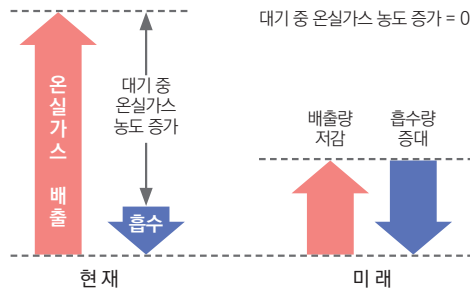 대기 중 온실가스 농도 증가 = 0
온실가스 배출
대기 중
온실가스
농도 증가
흡수
배출량
저감
흡수량
증대
현재
미래